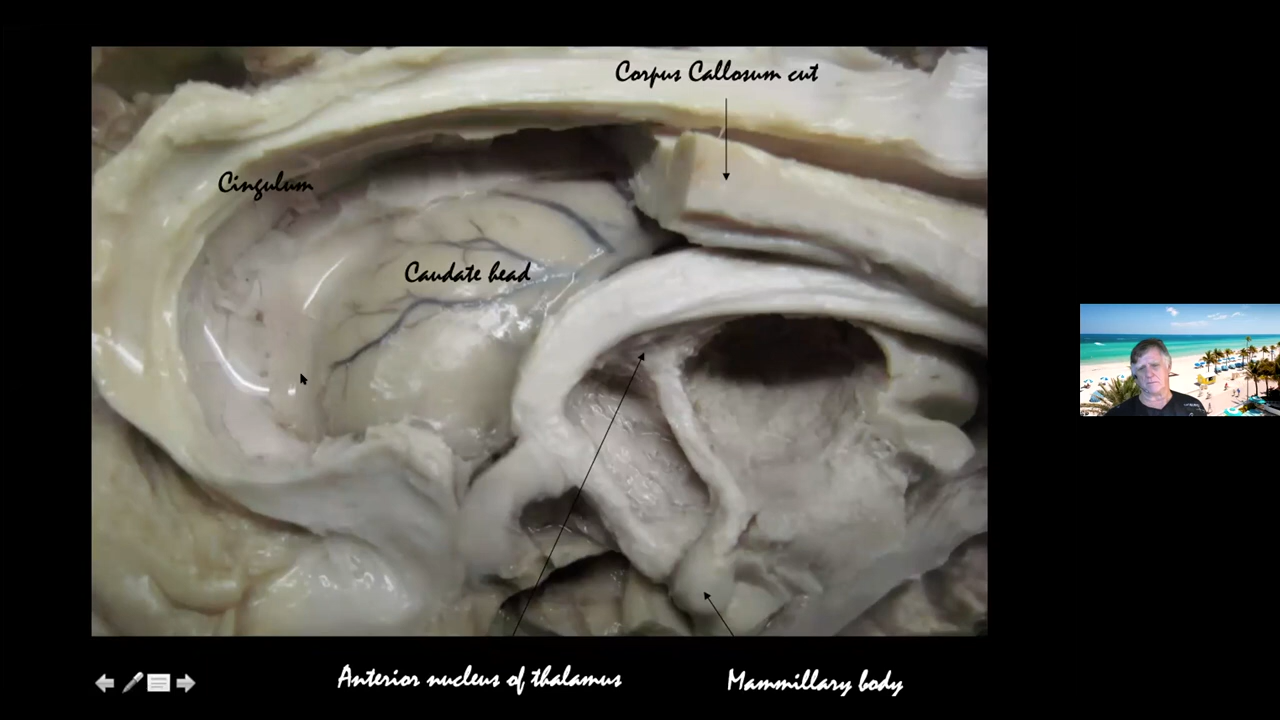 Corpus Callosum cut
Cingulum
Caudate head
Anterior nucleus of thalamus
Mammillary body